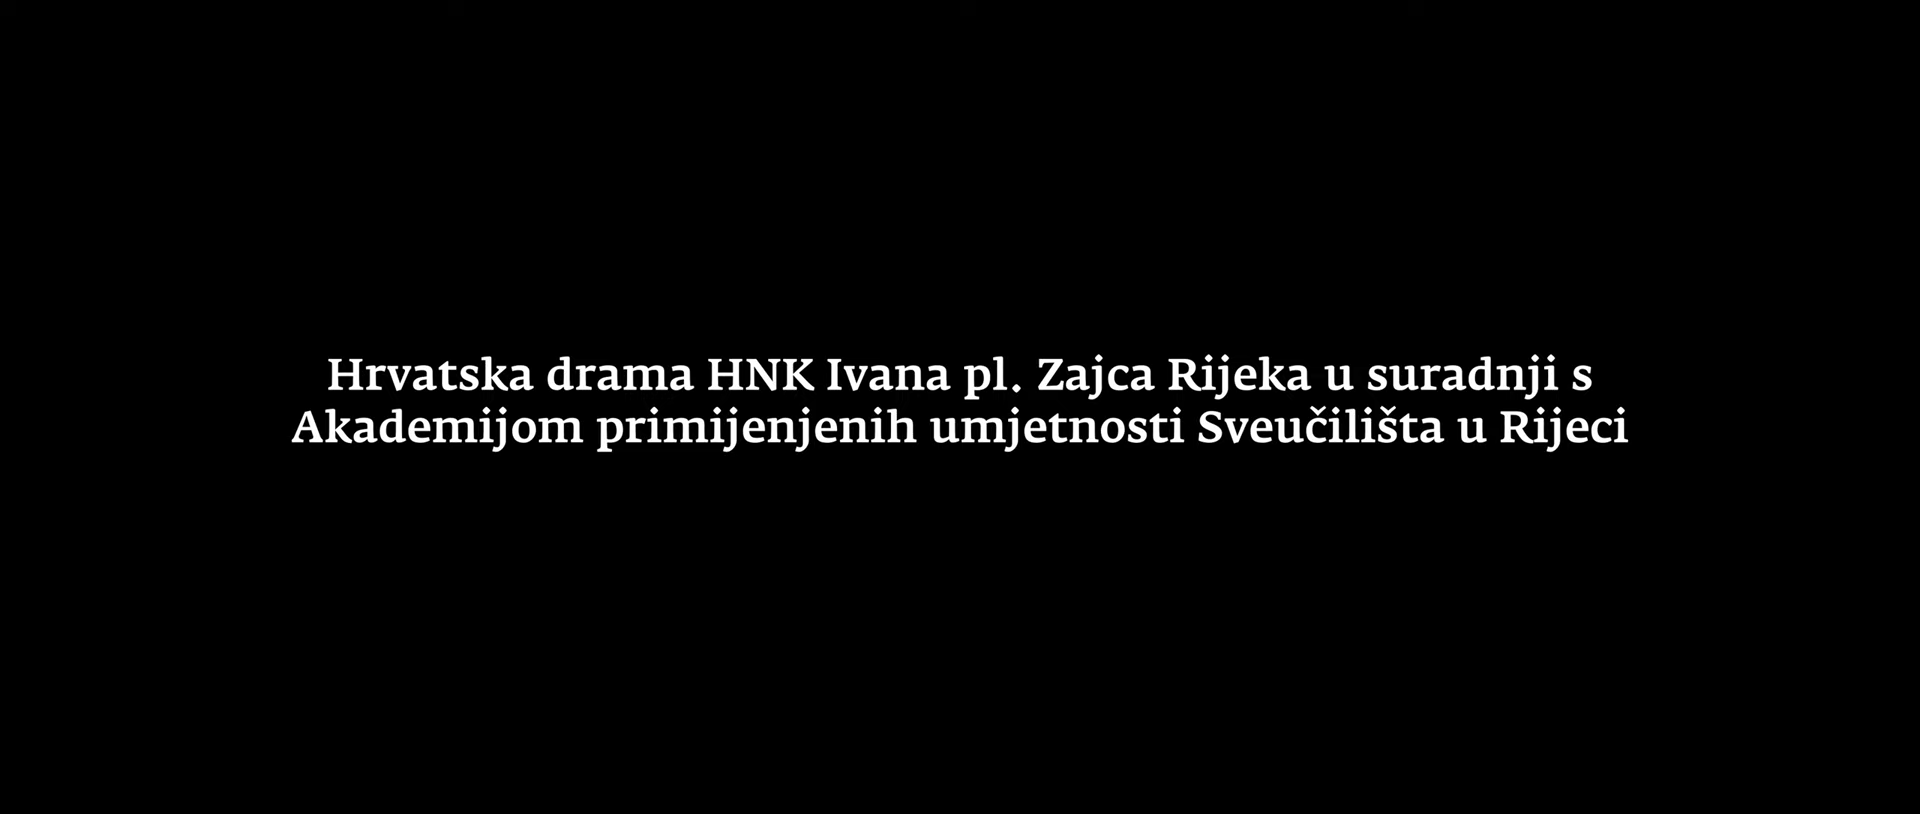 Hrvatska drama HNK Ivana pl. Zajca Rijeka u suradnji s
Akademijom primijenjenih umjetnosti Sveučilišta u Rijeci